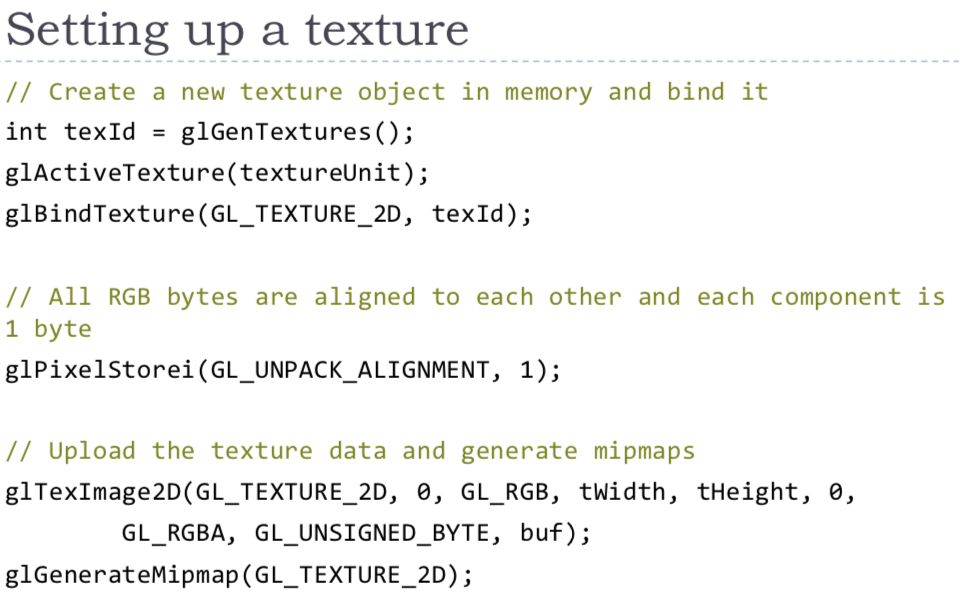 Setting up a texture
// Create a new texture object in memory and bind it
int texId = glGenTextures();
glActiveTexture(textureUnit);
glBindTexture(GL_TEXTURE_2D, texId);
// All RGB bytes are aligned to each other and each component is
1 byte
glPixelStorei(GL_UNPACK_ALIGNMENT, 1);
// Upload the texture data and generate mipmaps
glTexImage2D(GL_TEXTURE_2D, 0, GL_RGB, tWidth, tHeight, 0,
GL_RGBA, GL_UNSIGNED_BYTE, buf);
glGenerateMipmap(GL_TEXTURE_2D);